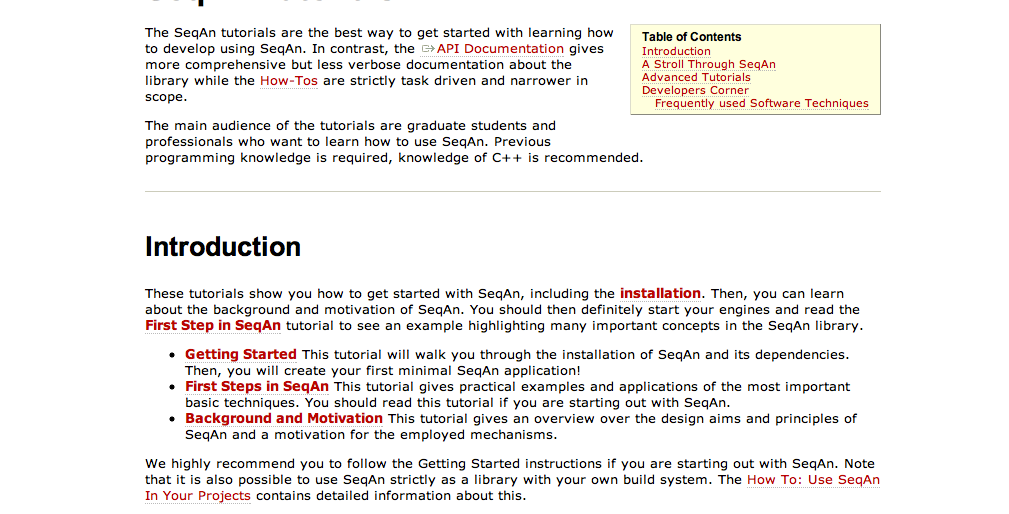 The SeqAn tutorials are the best way to get started with learning how
to develop using SeqAn. In contrast, the API Documentation gives
more comprehensive but less verbose documentation about the
library while the How-Tos are strictly task driven and narrower in
scope.
The main audience of the tutorials are graduate students and
professionals who want to learn how to use SeqAn. Previous
programming knowledge is required, knowledge of C++ is recommended.
Table of Contents
Introduction
A Stroll Through SeqAn
Advanced Tutorials
Developers Corner
Frequently used Software Techniques
Introduction
These tutorials show you how to get started with SeqAn, including the installation. Then, you can learn
about the background and motivation of SeqAn. You should then definitely start your engines and read the
First Step in SeqAn tutorial to see an example highlighting many important concepts in the SeqAn library.
• Getting Started This tutorial will walk you through the installation of SeqAn and its dependencies.
Then, you will create your first minimal SeqAn application!
• First Steps in SeqAn This tutorial gives practical examples and applications of the most important
basic techniques. You should read this tutorial if you are starting out with SeqAn.
• Background and Motivation This tutorial gives an overview over the design aims and principles of
SeqAn and a motivation for the employed mechanisms.
We highly recommend you to follow the Getting Started instructions if you are starting out with SeqAn. Note
that it is also possible to use SeqAn strictly as a library with your own build system. The How To: Use SeqAn
In Your Projects contains detailed information about this.